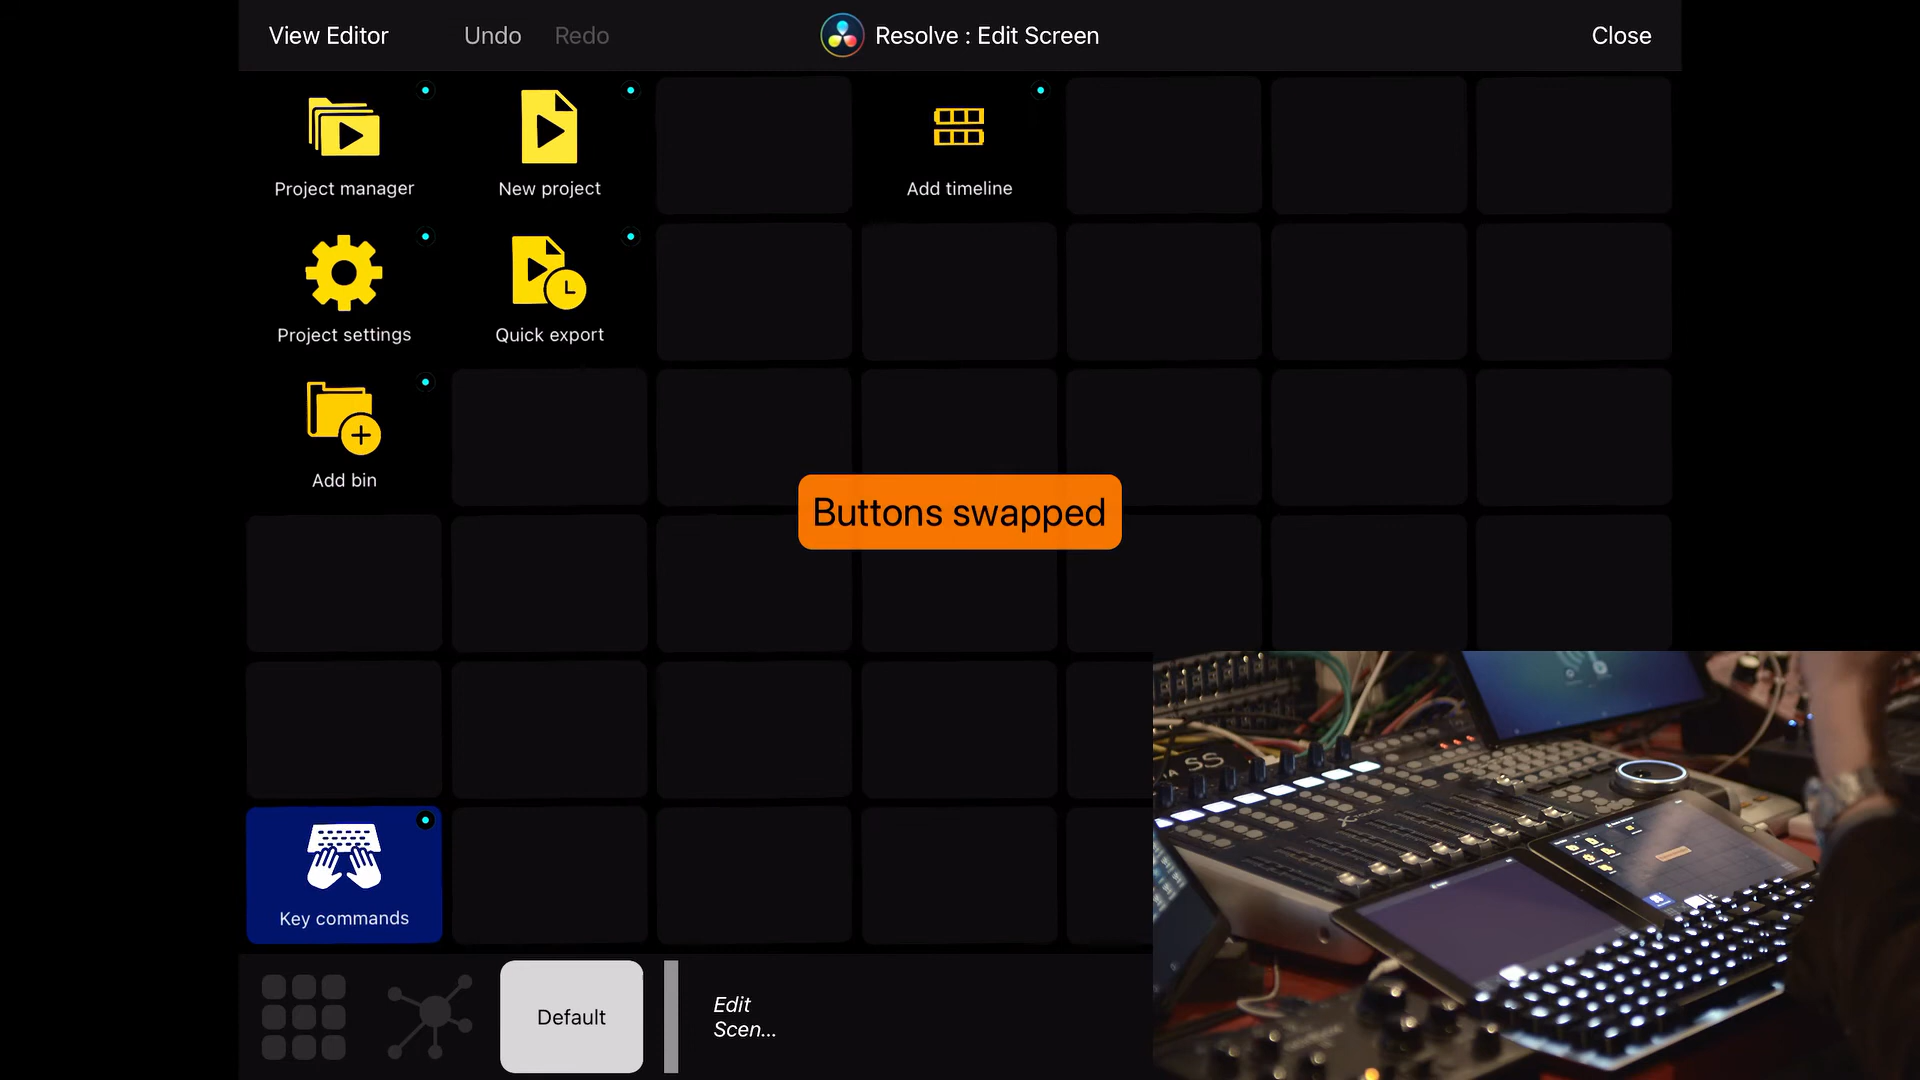 View Editor
Undo
Redo
Resolve : Edit Screen
Close
Project manager
New project
Add timeline
Project settings
Quick export
Add bin
Buttons swapped
Key commands
Default
Edit
Scen...